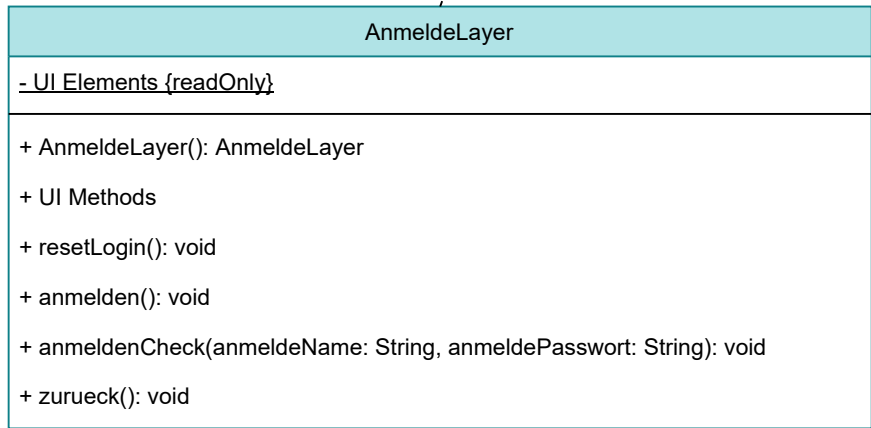 AnmeldeLayer
- UI Elements {readOnly}
+ AnmeldeLayer(): AnmeldeLayer
+ UI Methods
+ resetLogin(): void
+ anmelden(): void
+ anmeldenCheck(anmeldeName: String, anmeldePasswort: String): void
+ zurueck(): void